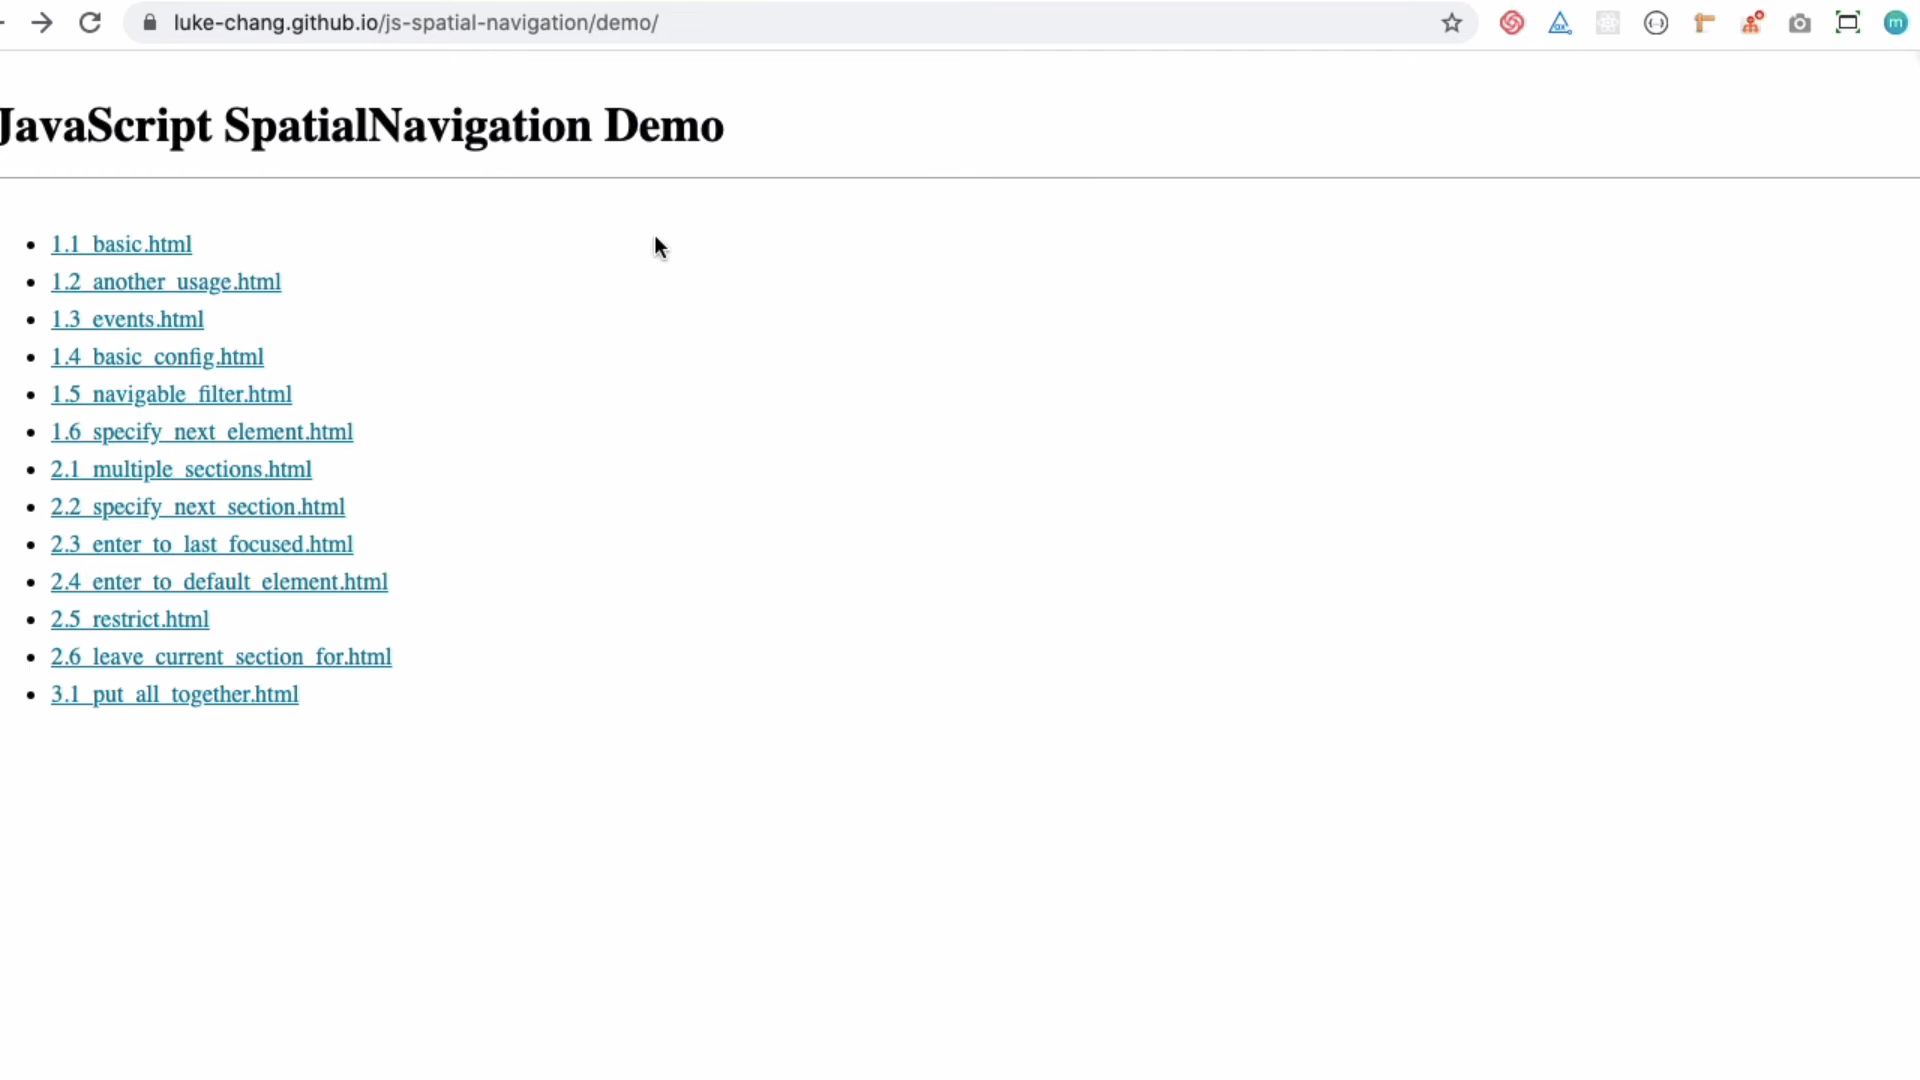 luke-chang.github.io/js-spatial-navigation/demo/
m
JavaScript SpatialNavigation Demo
1.1_basic.html
1.2_another_usage.html
1.3_events.html
1.4_basic_config.html
1.5_navigable_filter.html
1.6_specify_next_element.html
2.1_multiple_sections.html
2.2_specify_next_section.html
2.3_enter_to_last_focused.html
2.4_enter_to_default_element.html
2.5_restrict.html
2.6_leave_current_section_for.html
3.1_put_all_together.html